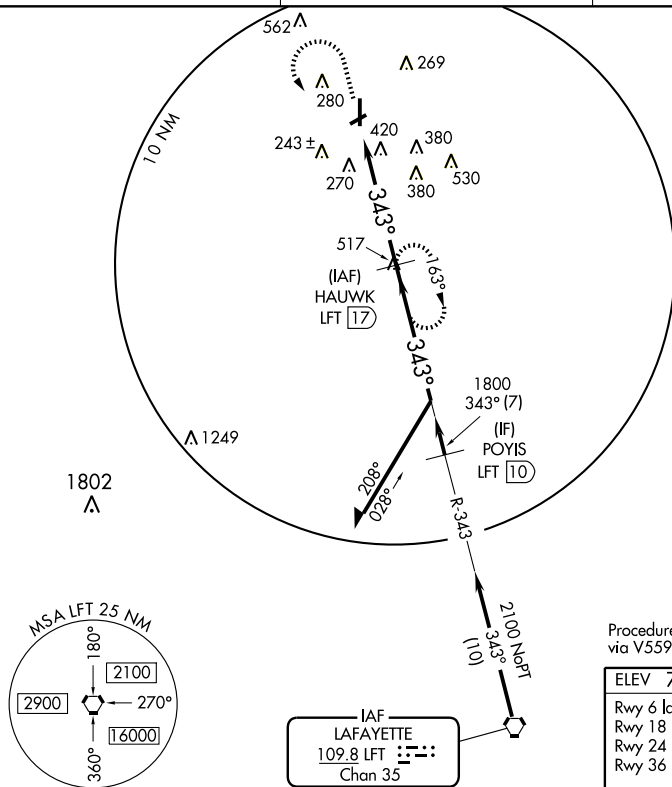 562
269
280
10 NM
420
380
243 ±
270
380
530
343°
517
163°
(IAF)
HAUWK
LFT 17
343°
1800
343° (7)
(IF)
POYIS
LFT 10
1249
208°
028°
1802
R-343
MSA LFT 25 NM
180°
2100
2900
270°
16000
360°
2100 NoPT
343°
(10)
IAF
LAFAYETTE
109.8 LFT
Chan 35
Procedure
via V559
ELEV 7
Rwy 6
Rwy 18
Rwy 24
Rwy 36